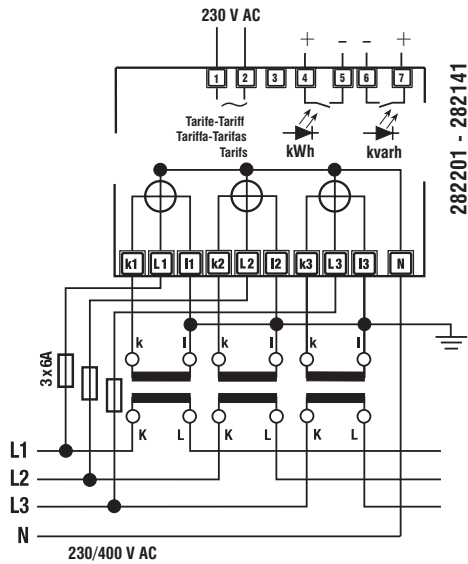 230 V AC
+ – – +
1 2 3 4 5 6 7
Tarife-Tariff
Tariffa-Tarifas
Tarifs
kWh kvarh
282201 - 282141
k1 L1 l1 k2 L2 l2 k3 L3 l3 N
k l k l k l
3 x 6A
K L K L K L
L1
L2
L3
N
230/400 V AC